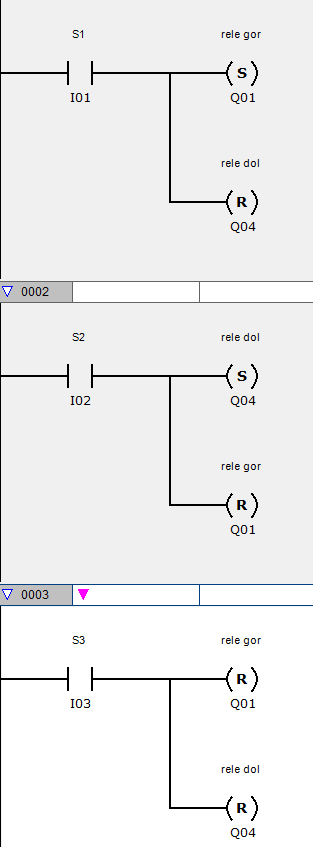 S1 rele gor
S
I01 Q01
rele dol
R
Q04
0002
S2 rele dol
S
I02 Q04
rele gor
R
Q01
0003
S3 rele gor
R
I03 Q01
rele dol
R
Q04